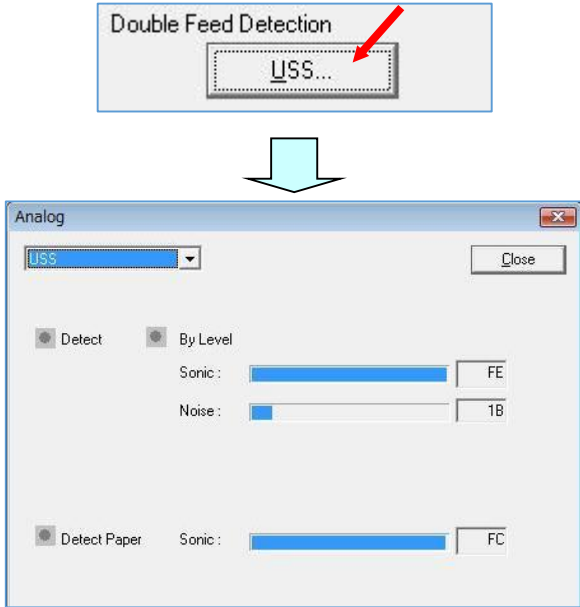 Double Feed Detection
USS...
Analog
USS
Close
Detect
By Level
Sonic :
FE
Noise :
1B
Detect Paper
Sonic :
FC